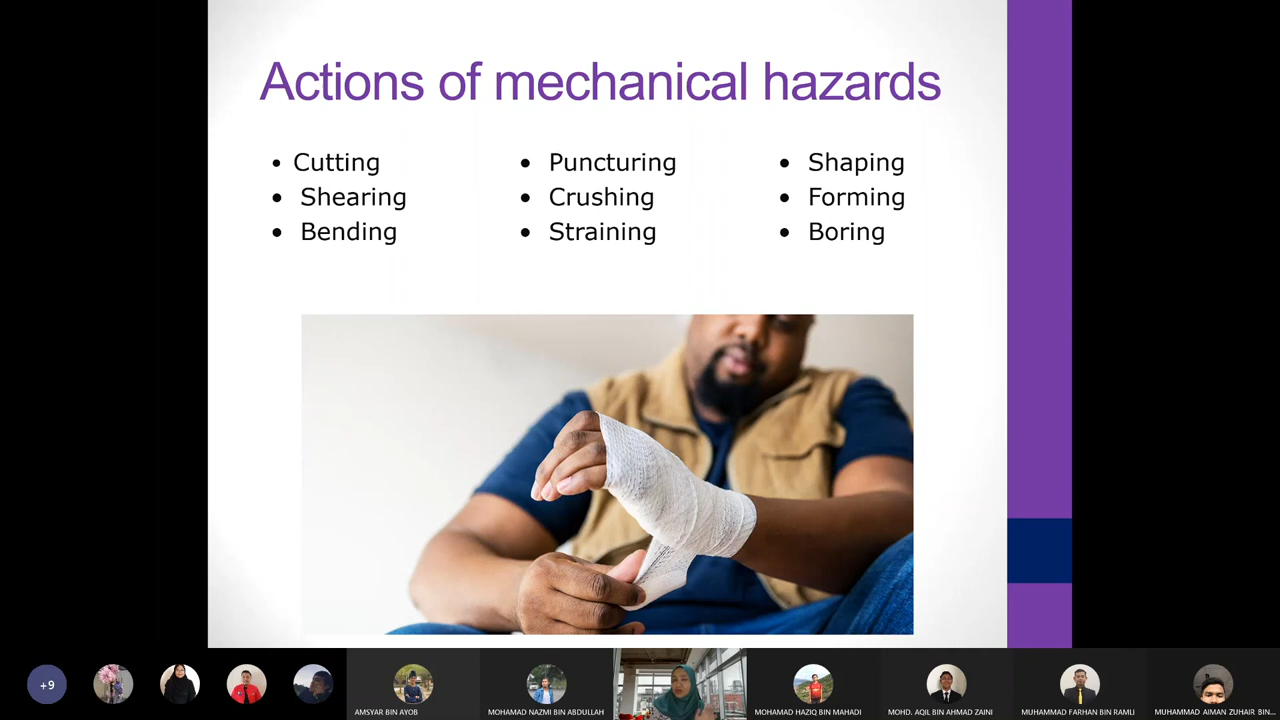 Actions of mechanical hazards
• Cutting
• Shearing
• Bending
• Puncturing
• Crushing
• Straining
• Shaping
• Forming
• Boring
+9
AMSYAR BIN AYOB
MOHAMAD NAZMI BIN ABDULLAH
MOHAMAD HAZIQ BIN MAHADI
MOHD. AQIL BIN AHMAD ZAINI
MUHAMMAD FARHAN BIN RAMLI
MUHAMMAD AIMAN ZUHAIR BIN...